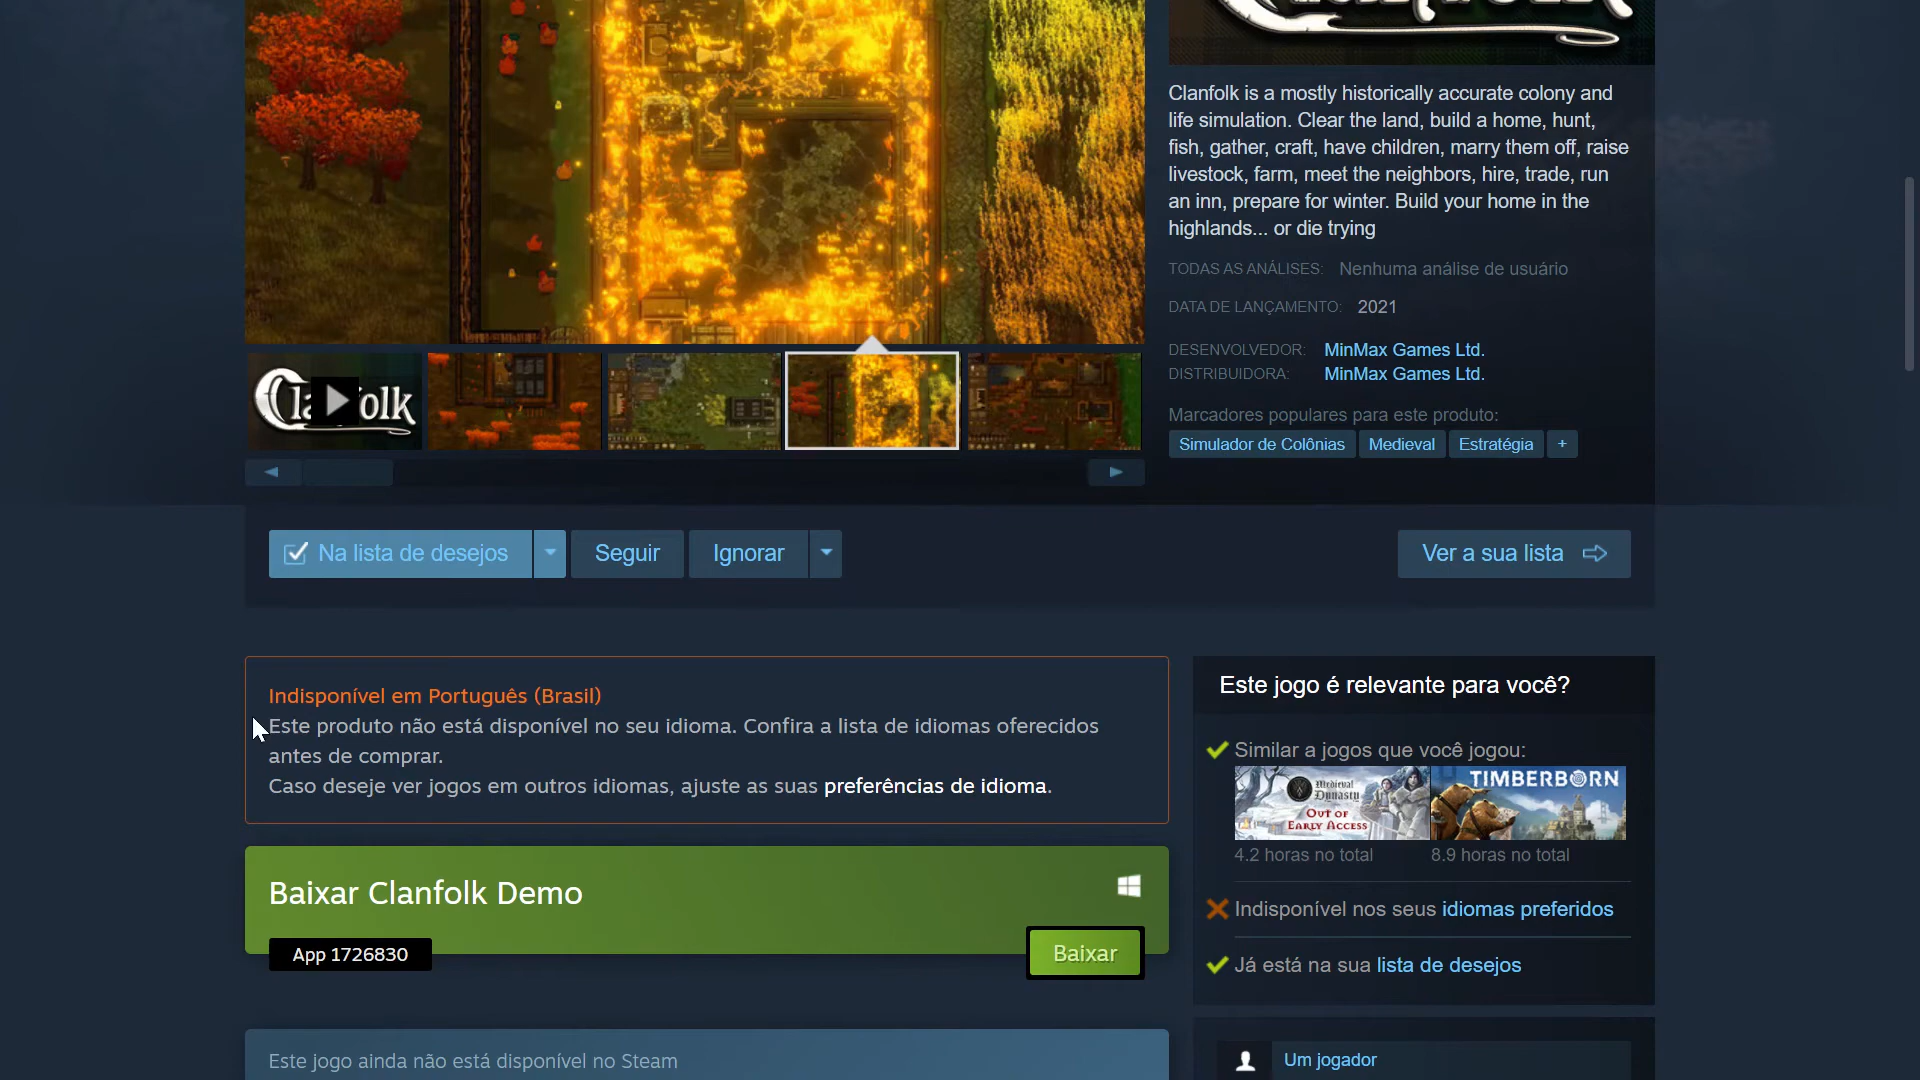 Clanfolk is a mostly historically accurate colony and
life simulation. Clear the land, build a home, hunt,
fish, gather, craft, have children, marry them off, raise
livestock, farm, meet the neighbors, hire, trade, run
an inn, prepare for winter. Build your home in the
highlands... or die trying
TODAS AS ANÁLISES: Nenhuma análise de usuário
DATA DE LANÇAMENTO: 2021
DESENVOLVEDOR: MinMax Games Ltd.
DISTRIBUIDORA: MinMax Games Ltd.
Marcadores populares para este produto:
Simulador de Colônias Medieval Estratégia +
Na lista de desejos Seguir Ignorar Ver a sua lista
Indisponível em Português (Brasil)
Este produto não está disponível no seu idioma. Confira a lista de idiomas oferecidos
antes de comprar.
Caso deseje ver jogos em outros idiomas, ajuste as suas preferências de idioma.
Baixar Clanfolk Demo
App 1726830
Baixar
Este jogo ainda não está disponível no Steam
Este jogo é relevante para você?
Similar a jogos que você jogou:
Medieval
Dynasty
OUT OF
EARLY ACCESS
TIMBERBORN
4.2 horas no total 8.9 horas no total
Indisponível nos seus idiomas preferidos
Já está na sua lista de desejos
Um jogador